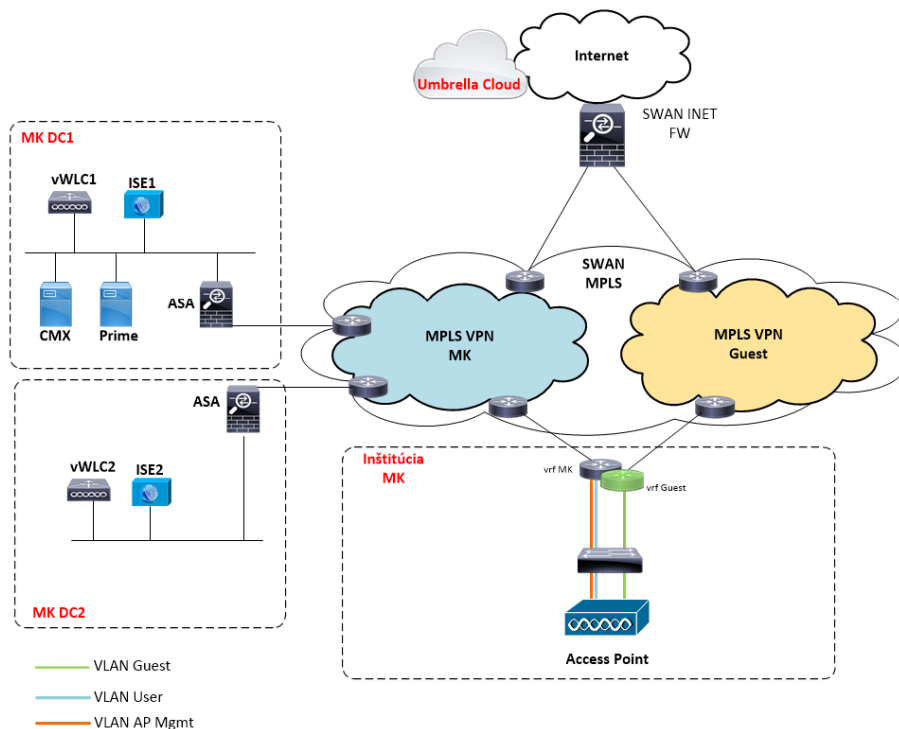 Internet
Umbrella Cloud
SWAN INET
FW
MK DC1
vWLC1
ISE1
CMX
Prime
ASA
SWAN
MPLS
MPLS VPN
MK
MPLS VPN
Guest
ASA
vWLC2
ISE2
MK DC2
Inštitúcia
MK
vrf MK
vrf Guest
Access Point
VLAN Guest
VLAN User
VLAN AP Mgmt